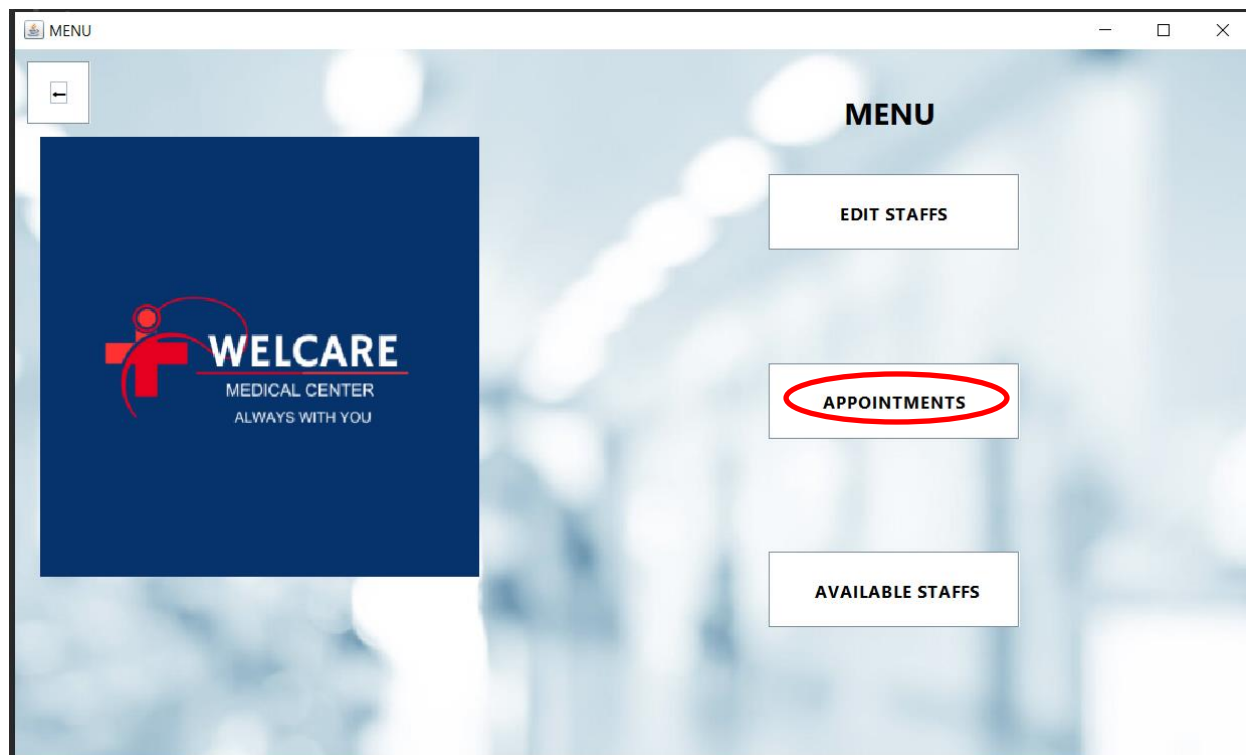 MENU
MENU
EDIT STAFFS
WELCARE
MEDICAL CENTER
ALWAYS WITH YOU
APPOINTMENTS
AVAILABLE STAFFS